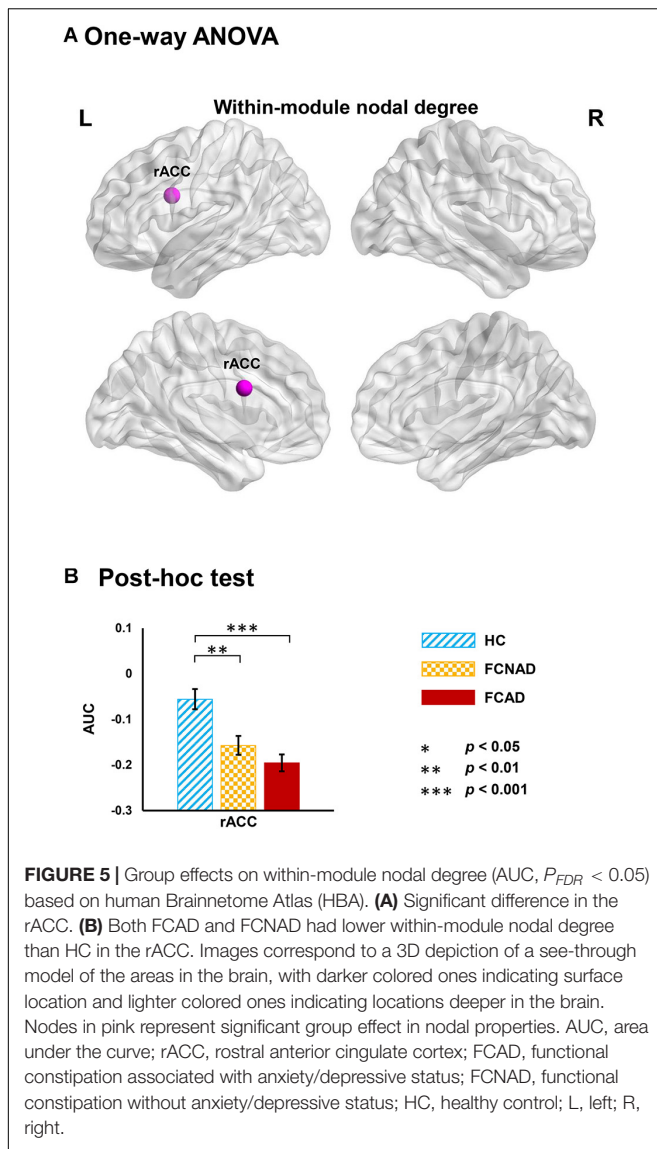 A One-way ANOVA
Within-module nodal degree
L
R
rACC
rACC
B Post-hoc test
0.1
0
-0.1
-0.2
-0.3
AUC
***
**
rACC
HC
FCNAD
FCAD
* p < 0.05
** p < 0.01
*** p < 0.001
FIGURE 5 | Group effects on within-module nodal degree (AUC, PFDR < 0.05)
based on human Brainnetome Atlas (HBA). (A) Significant difference in the
rACC. (B) Both FCAD and FCNAD had lower within-module nodal degree
than HC in the rACC. Images correspond to a 3D depiction of a see-through
model of the areas in the brain, with darker colored ones indicating surface
location and lighter colored ones indicating locations deeper in the brain.
Nodes in pink represent significant group effect in nodal properties. AUC, area
under the curve; rACC, rostral anterior cingulate cortex; FCAD, functional
constipation associated with anxiety/depressive status; FCNAD, functional
constipation without anxiety/depressive status; HC, healthy control; L, left; R,
right.